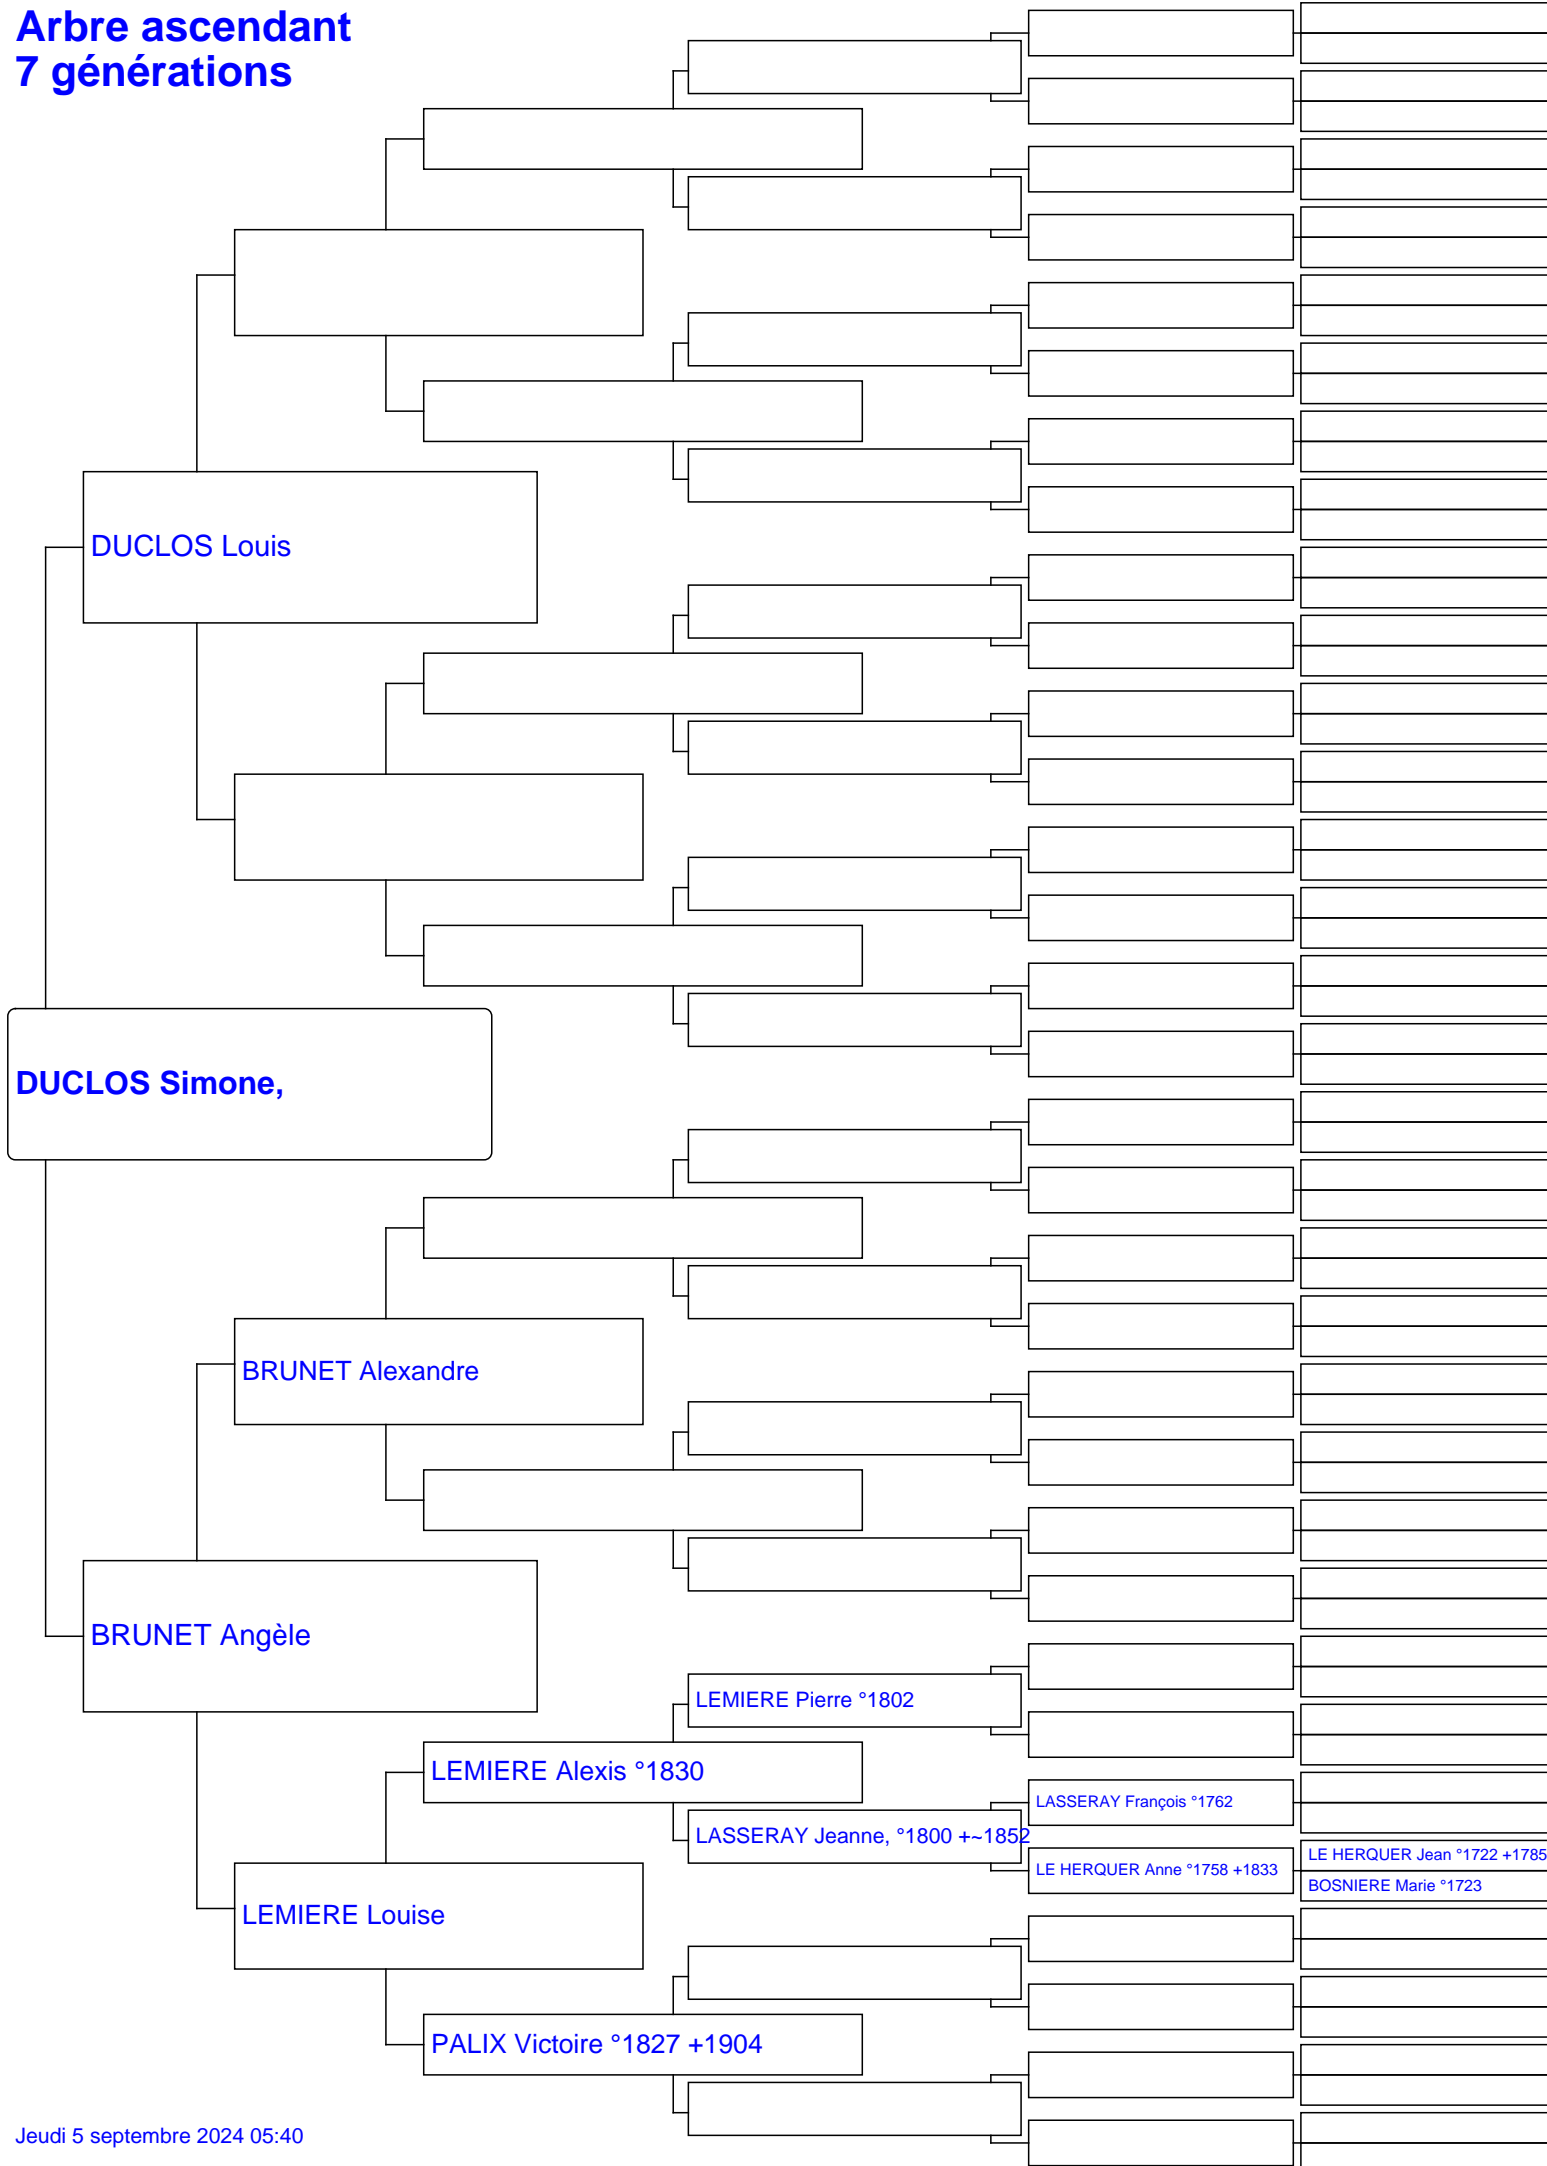 Arbre ascendant
7 générations
DUCLOS Louis
DUCLOS Simone,
BRUNET Alexandre
BRUNET Angèle
LEMIERE Pierre °1802
LEMIERE Alexis °1830
LASSERAY François °1762
LASSERAY Jeanne, °1800 +~1852
LE HERQUER Jean °1722 +1785
LE HERQUER Anne °1758 +1833
BOSNIERE Marie °1723
LEMIERE Louise
PALIX Victoire °1827 +1904
Jeudi 5 septembre 2024 05:40